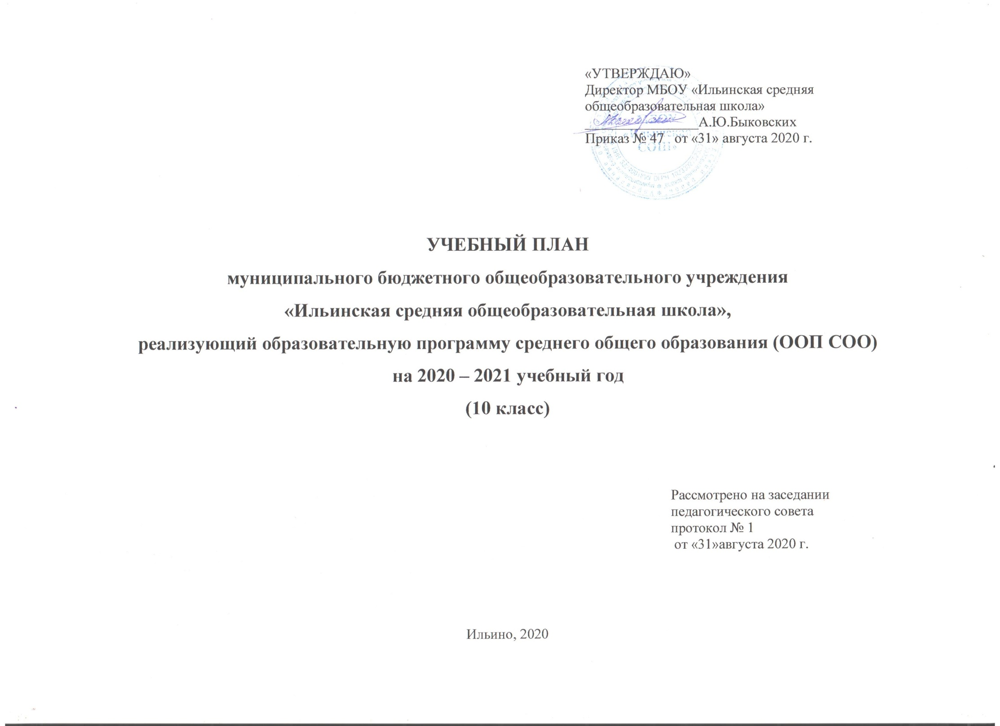 «УТВЕРЖДАЮ»
Директор МБОУ «Ильинская средняя
общеобразовательная школа»
А.Ю.Быковских
Приказ № 47 от «31» августа 2020 г.
«Ильинская
СОШ»
УЧЕБНЫЙ ПЛАН
муниципального бюджетного общеобразовательного учреждения
«Ильинская средняя общеобразовательная школа»,
реализующий образовательную программу среднего общего образования (ООП СОО)
на 2020 – 2021 учебный год
(10 класс)
Рассмотрено на заседании
педагогического совета
протокол № 1
от «31»августа 2020 г.
Ильино, 2020